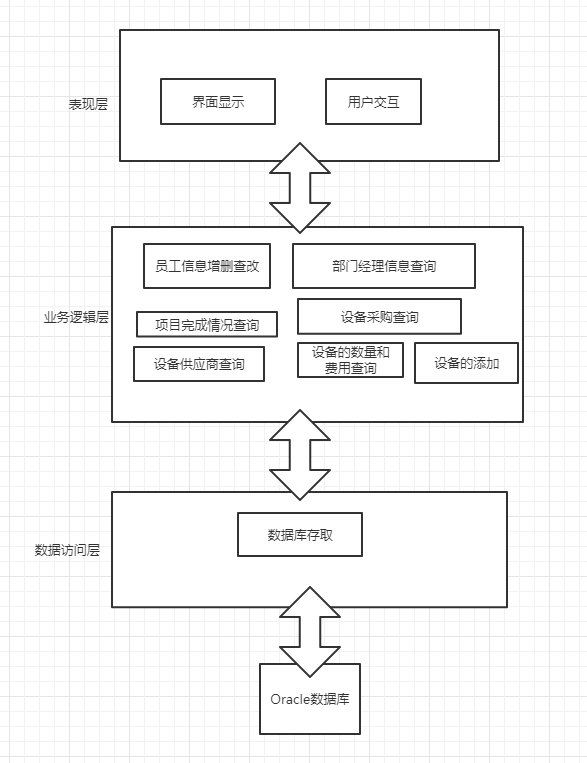 表现层
界面显示
用户交互
业务逻辑层
员工信息增删查改
部门经理信息查询
项目完成情况查询
设备采购查询
设备供应商查询
设备的数量和
费用查询
设备的添加
数据访问层
数据库存取
Oracle数据库